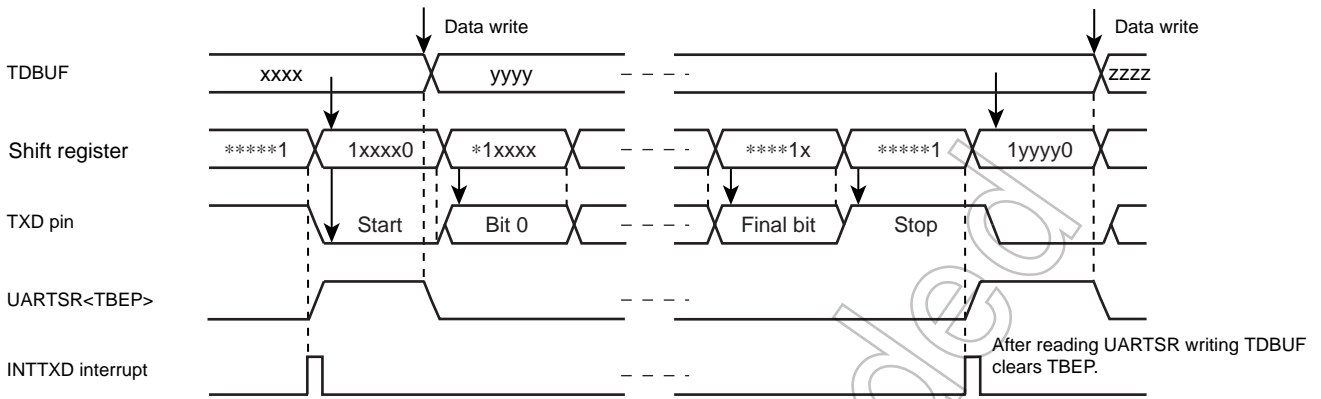 Data write
Data write
TDBUF
xxxx
yyyy
zzzz
Shift register
*****1
1xxxx0
*1xxxx
****1x
*****1
1yyyy0
TXD pin
Start
Bit 0
Final bit
Stop
UARTSR<TBEP>
After reading UARTSR writing TDBUF
clears TBEP.
INTTXD interrupt